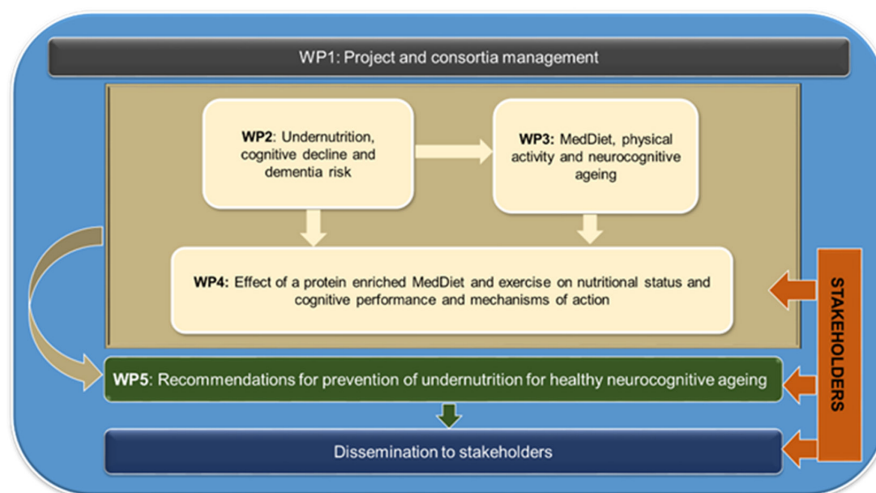 WP1: Project and consortia management
WP2: Undernutrition,
cognitive decline and
dementia risk
WP3: MedDiet, physical
activity and neurocognitive
ageing
WP4: Effect of a protein enriched MedDiet and exercise on nutritional status and
cognitive performance and mechanisms of action
STAKEHOLDERS
WP5: Recommendations for prevention of undernutrition for healthy neurocognitive ageing
Dissemination to stakeholders